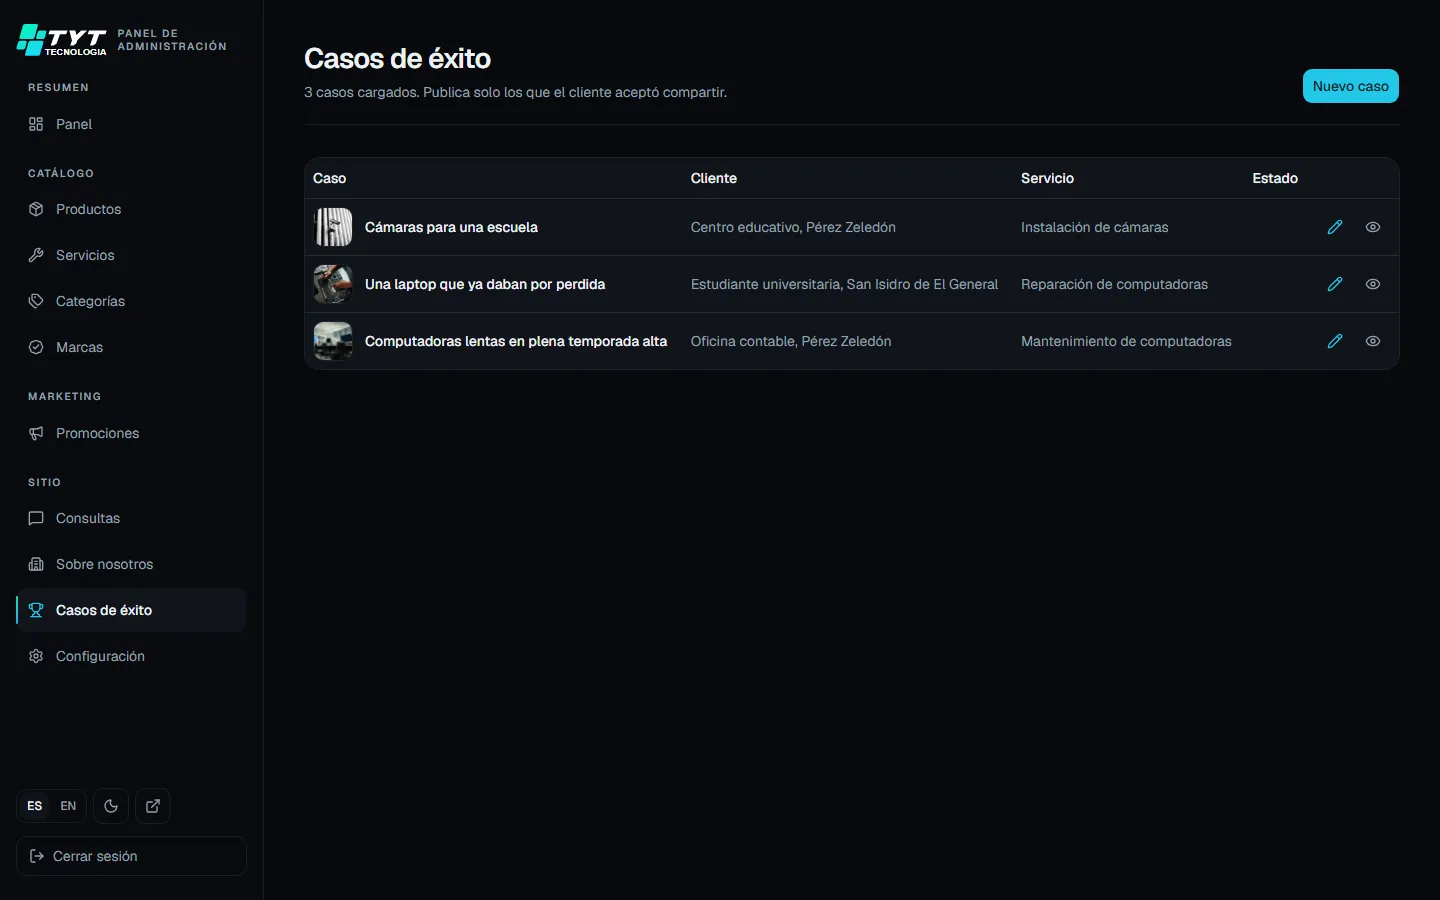 TYT
TECNOLOGIA
PANEL DE
ADMINISTRACIÓN
RESUMEN
Panel
CATÁLOGO
Productos
Servicios
Categorías
Marcas
MARKETING
Promociones
SITIO
Consultas
Sobre nosotros
Casos de éxito
Configuración
ES EN
Cerrar sesión
Casos de éxito
3 casos cargados. Publica solo los que el cliente aceptó compartir.
Nuevo caso
Caso Cliente Servicio Estado
Cámaras para una escuela Centro educativo, Pérez Zeledón Instalación de cámaras
Una laptop que ya daban por perdida Estudiante universitaria, San Isidro de El General Reparación de computadoras
Computadoras lentas en plena temporada alta Oficina contable, Pérez Zeledón Mantenimiento de computadoras